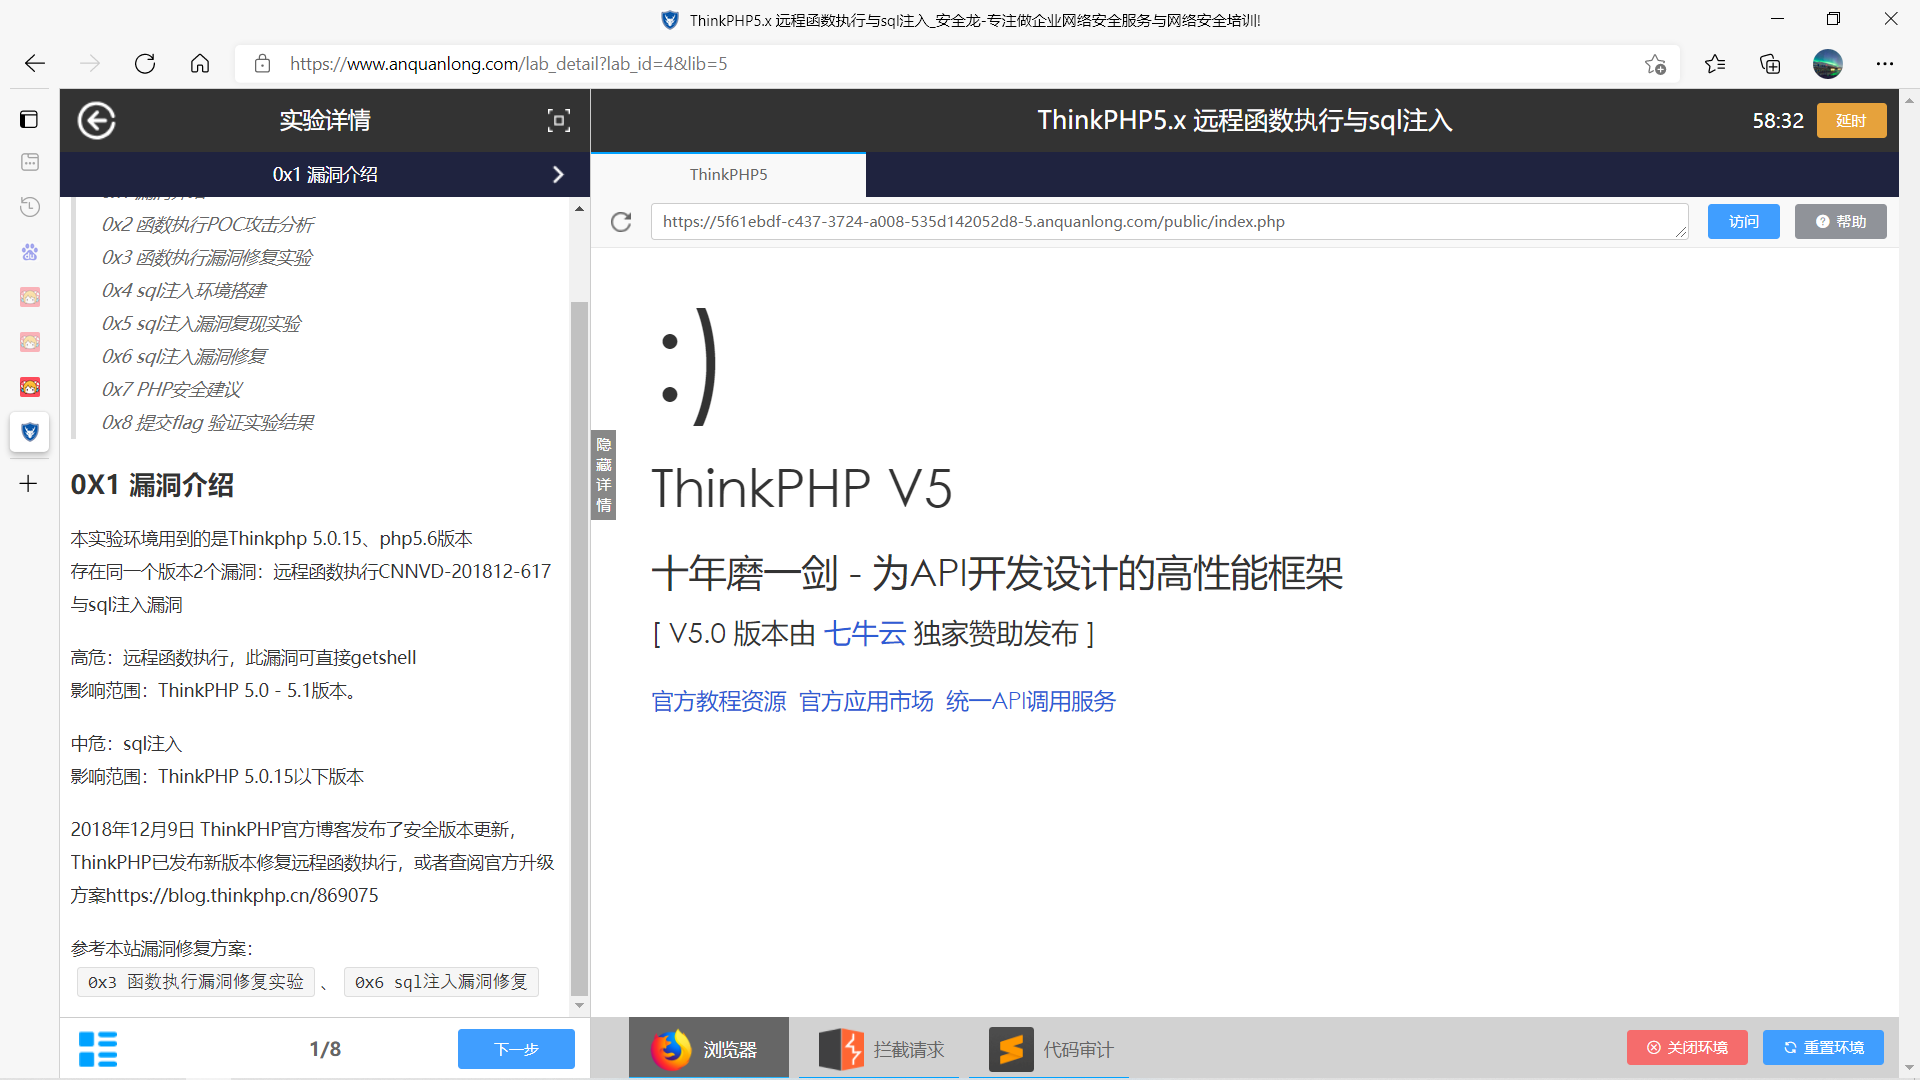 ThinkPHP5.x 远程函数执行与sql注入_安全龙-专注做企业网络安全服务与网络安全培训!
https://www.anquanlong.com/lab_detail?lab_id=4&lib=5
实验详情
ThinkPHP5.x 远程函数执行与sql注入
58:32
延时
0x1 漏洞介绍
ThinkPHP5
https://5f61ebdf-c437-3724-a008-535d142052d8-5.anquanlong.com/public/index.php
访问
帮助
0x2 函数执行POC攻击分析
0x3 函数执行漏洞修复实验
0x4 sql注入环境搭建
0x5 sql注入漏洞复现实验
0x6 sql注入漏洞修复
0x7 PHP安全建议
0x8 提交flag 验证实验结果
0X1 漏洞介绍
本实验环境用到的是Thinkphp 5.0.15、php5.6版本
存在同一个版本2个漏洞：远程函数执行CNNVD-201812-617
与sql注入漏洞
高危：远程函数执行，此漏洞可直接getshell
影响范围：ThinkPHP 5.0 - 5.1版本。
中危：sql注入
影响范围：ThinkPHP 5.0.15以下版本
2018年12月9日 ThinkPHP官方博客发布了安全版本更新，
ThinkPHP已发布新版本修复远程函数执行，或者查阅官方升级
方案https://blog.thinkphp.cn/869075
参考本站漏洞修复方案：
0x3 函数执行漏洞修复实验 、 0x6 sql注入漏洞修复
1/8
下一步
隐藏详情
:)
ThinkPHP V5
十年磨一剑 - 为API开发设计的高性能框架
[ V5.0 版本由 七牛云 独家赞助发布 ]
官方教程资源 官方应用市场 统一API调用服务
浏览器
拦截请求
代码审计
关闭环境
重置环境